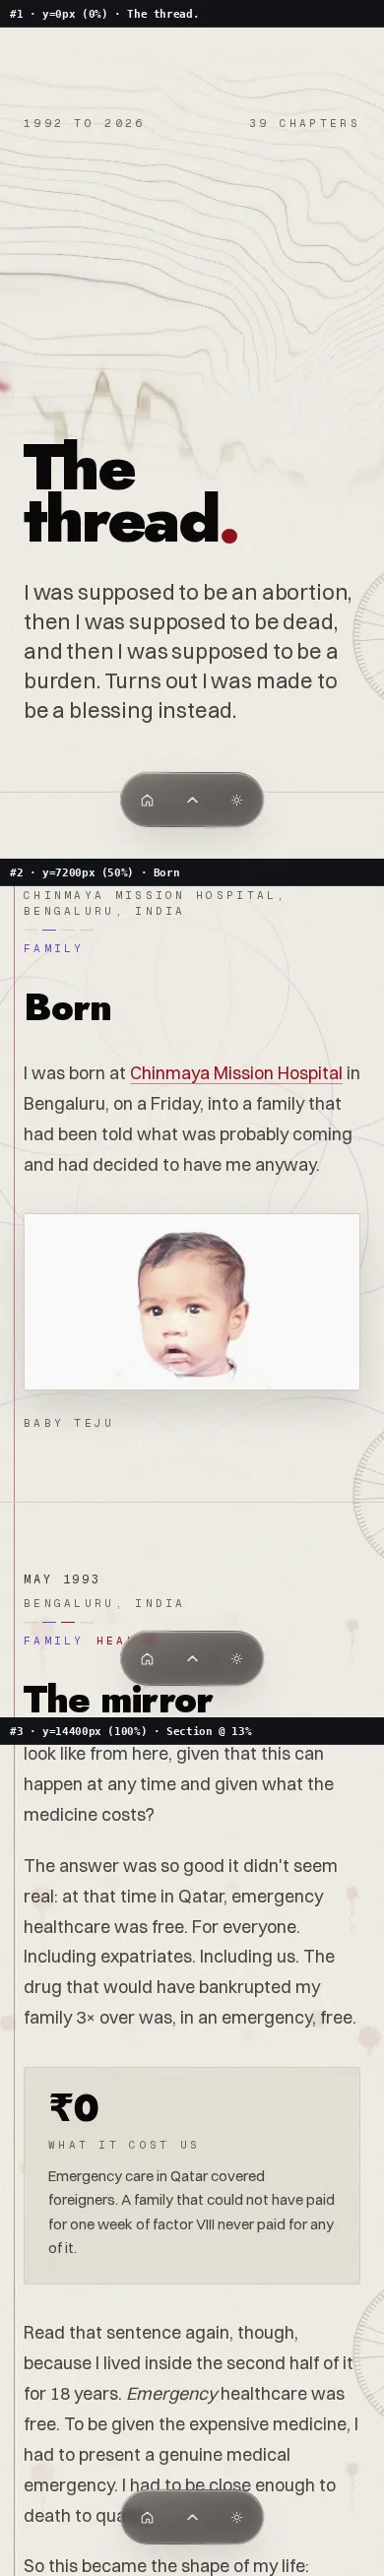 #1 · y=0px (0%) · The thread.
1992 TO 2026
39 CHAPTERS
The
thread.
I was supposed to be an abortion,
then I was supposed to be dead,
and then I was supposed to be a
burden. Turns out I was made to
be a blessing instead.
#2 · y=7200px (50%) · Born
CHINMAYA MISSION HOSPITAL,
BENGALURU, INDIA
FAMILY
Born
I was born at Chinmaya Mission Hospital in
Bengaluru, on a Friday, into a family that
had been told what was probably coming
and had decided to have me anyway.
BABY TEJU
MAY 1993
BENGALURU, INDIA
FAMILY
The mirror
#3 · y=14400px (100%) · Section @ 13%
look like from here, given that this can
happen at any time and given what the
medicine costs?
The answer was so good it didn't seem
real: at that time in Qatar, emergency
healthcare was free. For everyone.
Including expatriates. Including us. The
drug that would have bankrupted my
family 3× over was, in an emergency, free.
₹0
WHAT IT COST US
Emergency care in Qatar covered
foreigners. A family that could not have paid
for one week of factor VIII never paid for any
of it.
Read that sentence again, though,
because I lived inside the second half of it
for 18 years. Emergency healthcare was
free. To be given the expensive medicine, I
had to present a genuine medical
emergency. I had to be close enough to
death to
So this became the shape of my life: